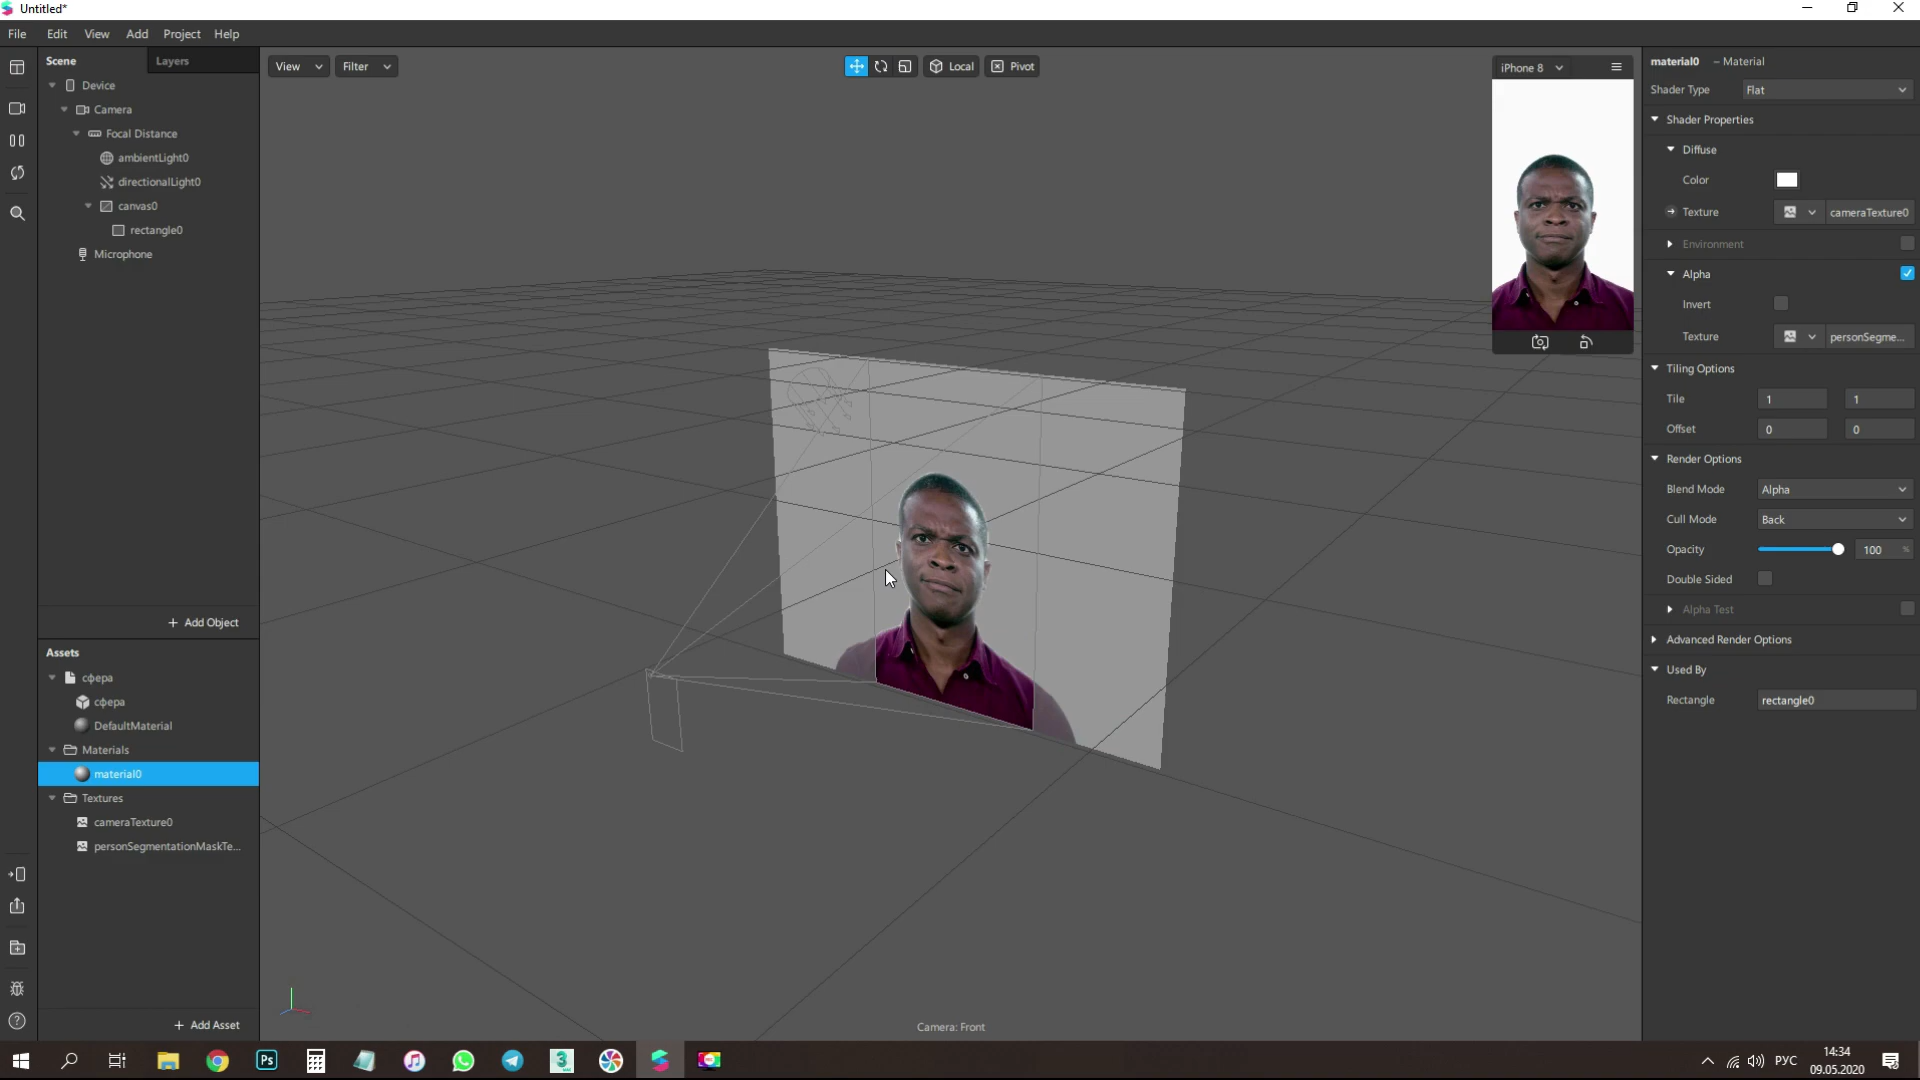 Untitled*
File Edit View Add Project Help
Scene Layers
Device
Camera
Focal Distance
ambientLight0
directionalLight0
canvas0
rectangle0
Microphone
+ Add Object
Assets
сфера
сфера
DefaultMaterial
Materials
material0
Textures
cameraTexture0
personSegmentationMaskTe...
+ Add Asset
View Filter
Local Pivot
Camera: Front
iPhone 8
material0 – Material
Shader Type Flat
Shader Properties
Diffuse
Color
Texture cameraTexture0
Environment
Alpha
Invert
Texture personSegme...
Tiling Options
Tile 1 1
Offset 0 0
Render Options
Blend Mode Alpha
Cull Mode Back
Opacity 100 %
Double Sided
Alpha Test
Advanced Render Options
Used By
Rectangle rectangle0
Ps
3
РУС
14:34
09.05.2020